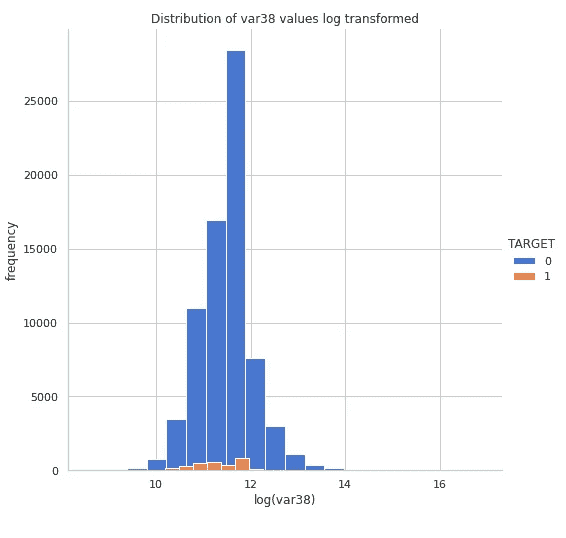 Distribution of var38 values log transformed
25000
20000
15000
10000
5000
0
frequency
10 12 14 16
log(var38)
TARGET
0
1